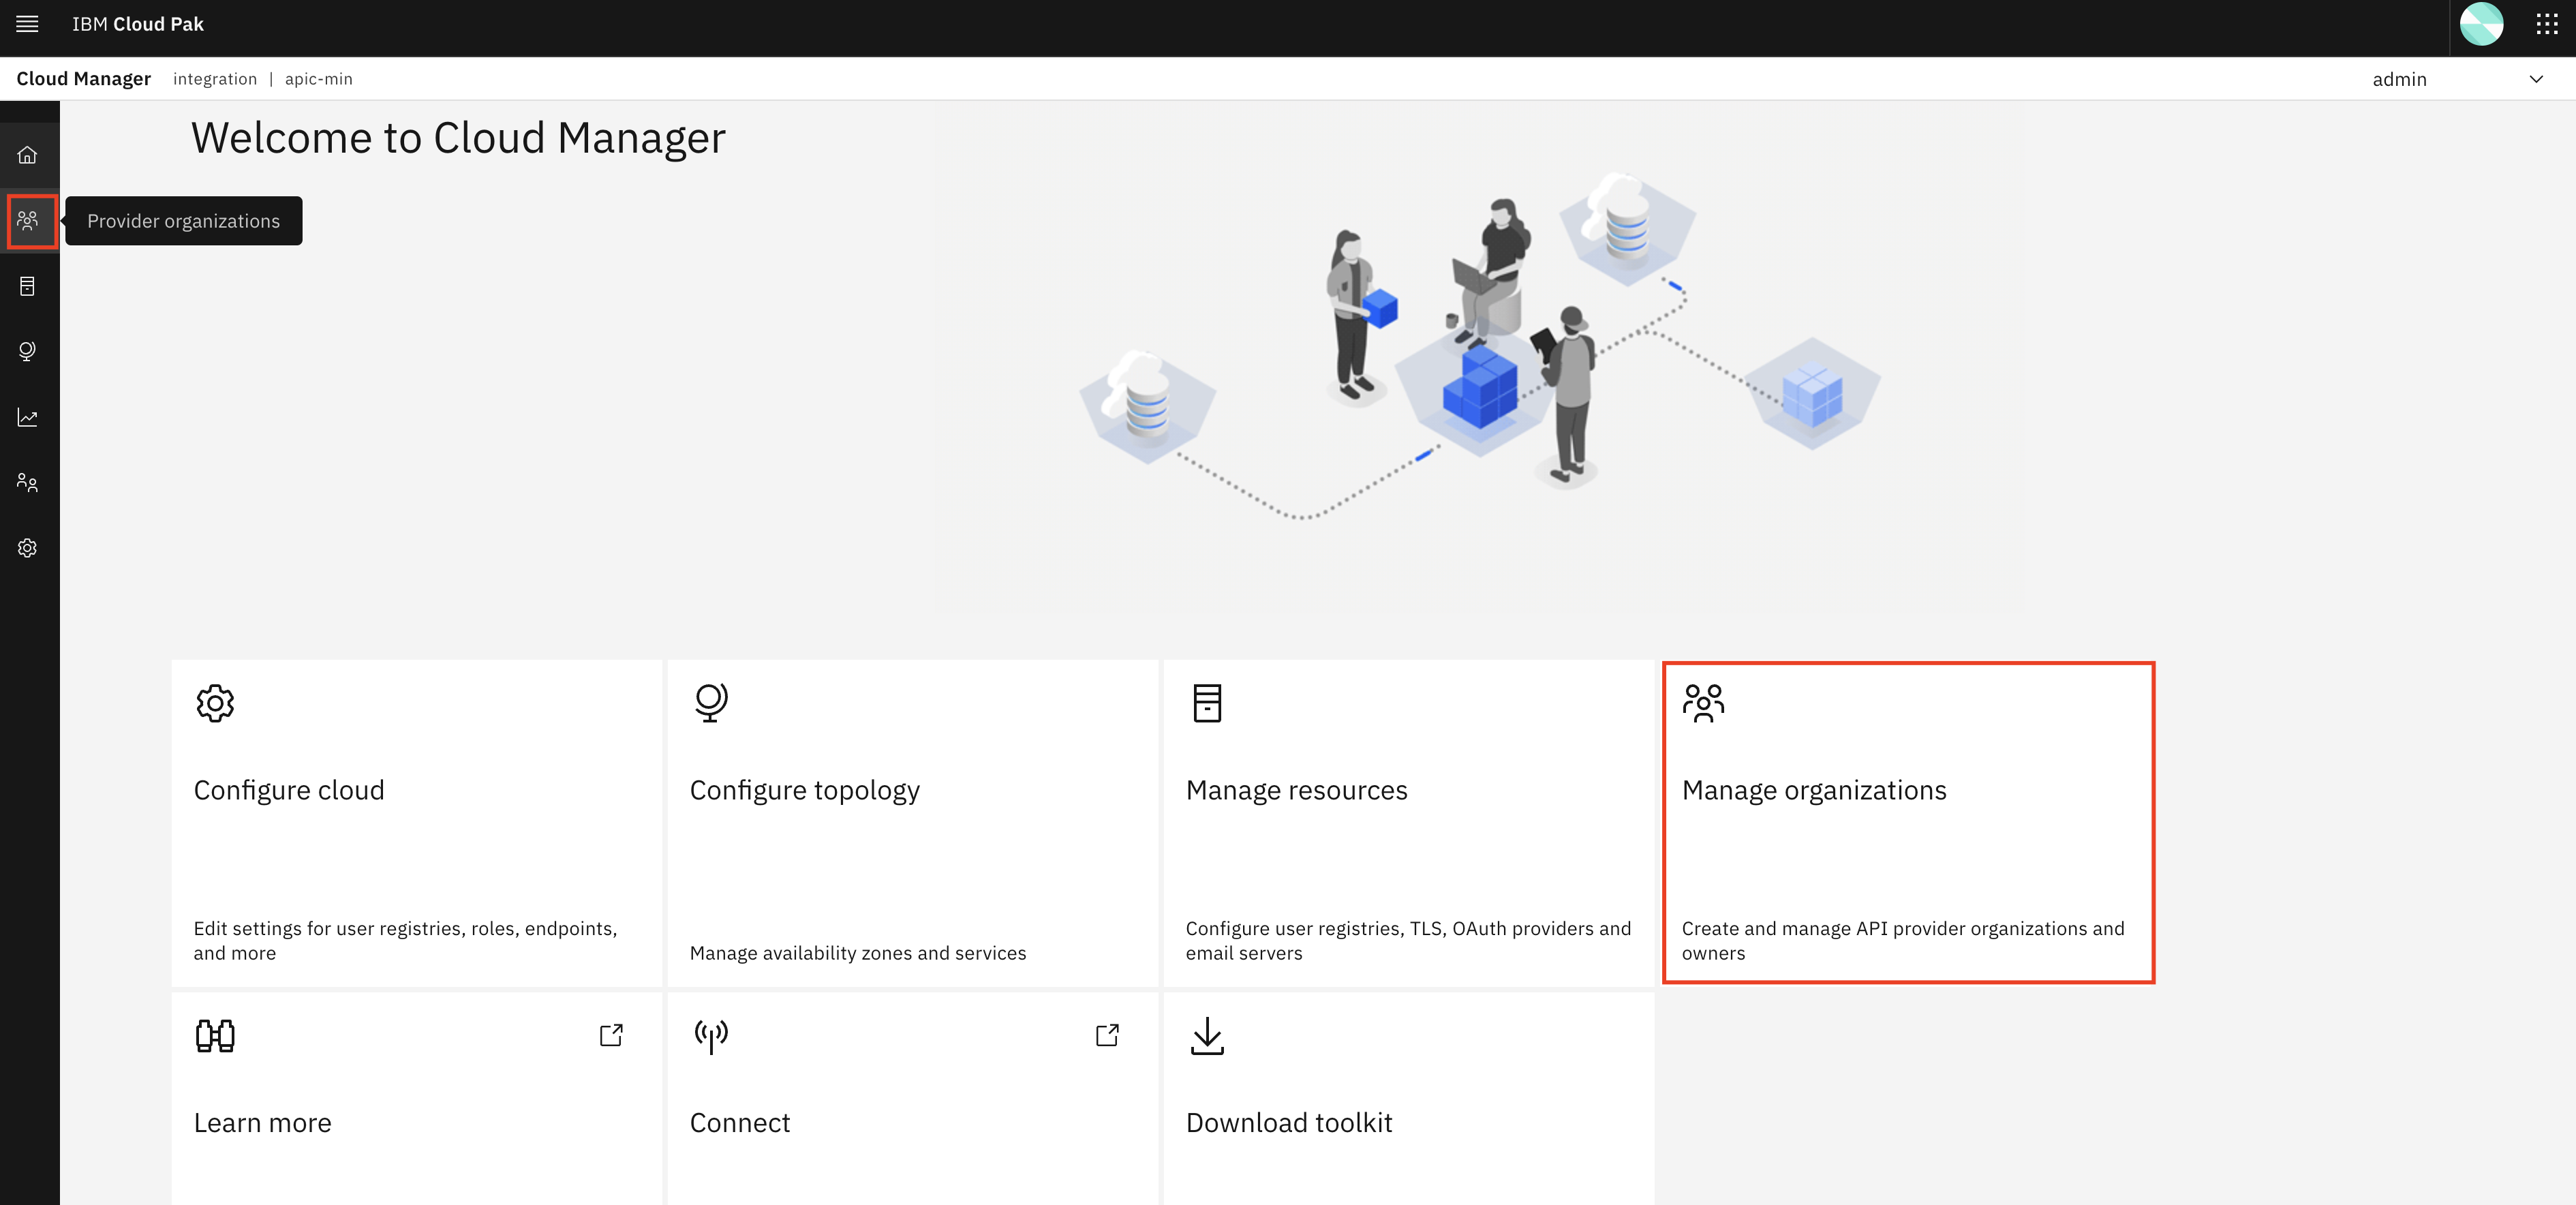 IBM Cloud Pak
Cloud Manager integration | apic-min admin
Welcome to Cloud Manager
Provider organizations
Configure cloud
Edit settings for user registries, roles, endpoints,
and more
Configure topology
Manage availability zones and services
Manage resources
Configure user registries, TLS, OAuth providers and
email servers
Manage organizations
Create and manage API provider organizations and
owners
Learn more
Connect
Download toolkit